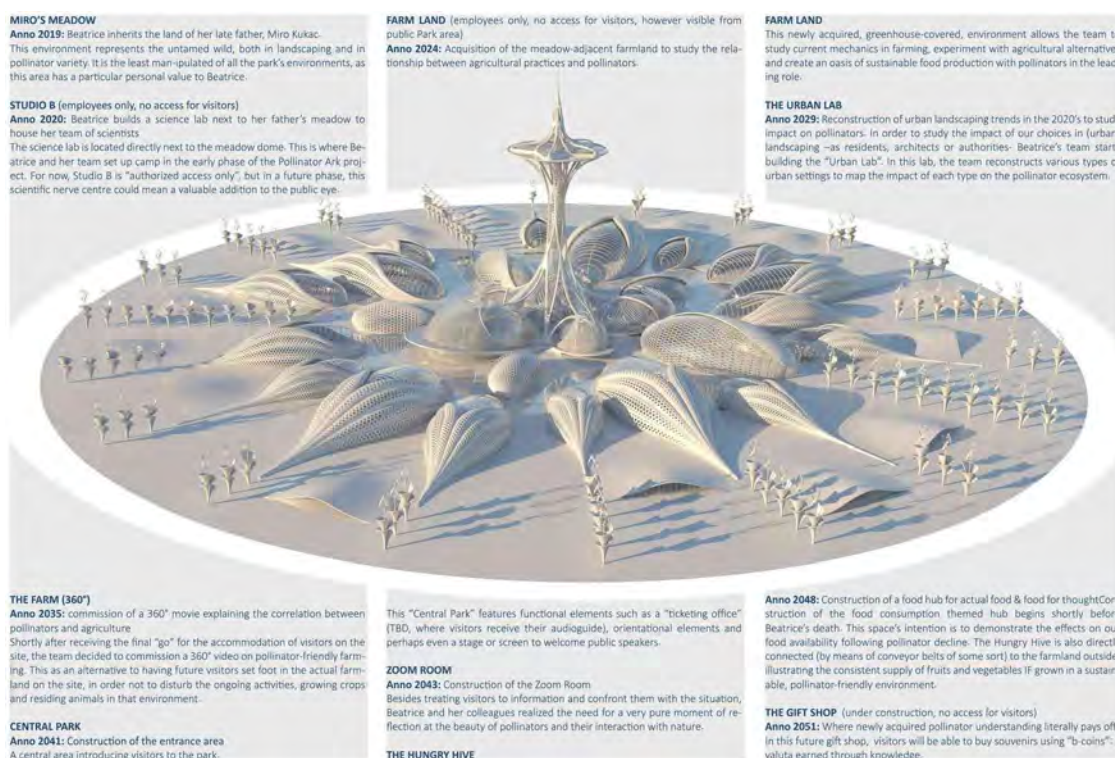 MIRO'S MEADOW
Anno 2019: Beatrice inherits the land of her late father, Miro Kukac.
This environment represents the untamed wild, both in landscaping and in
pollinator variety. It is the least man-ipulated of all the park's environments, as
this area has a particular personal value to Beatrice.
STUDIO B (employees only, no access for visitors)
Anno 2020: Beatrice builds a science lab next to her father's meadow to
house her team of scientists
The science lab is located directly next to the meadow dome. This is where Be-
atrice and her team set up camp in the early phase of the Pollinator Ark proj-
ect. For now, Studio B is "authorized access only", but in a future phase, this
scientific nerve centre could mean a valuable addition to the public eye.
FARM LAND (employees only, no access for visitors, however visible from
public Park area)
Anno 2024: Acquisition of the meadow-adjacent farmland to study the rela-
tionship between agricultural practices and pollinators.
FARM LAND
This newly acquired, greenhouse-covered, environment allows the team t
study current mechanics in farming, experiment with agricultural alternative
and create an oasis of sustainable food production with pollinators in the lead
ing role.
THE URBAN LAB
Anno 2029: Reconstruction of urban landscaping trends in the 2020's to stud
impact on pollinators. In order to study the impact of our choices in (urban
landscaping –as residents, architects or authorities- Beatrice's team start
building the "Urban Lab". In this lab, the team reconstructs various types o
urban settings to map the impact of each type on the pollinator ecosystem.
THE FARM (360°)
Anno 2035: commission of a 360° movie explaining the correlation between
pollinators and agriculture
Shortly after receiving the final "go" for the accommodation of visitors on the
site, the team decided to commission a 360° video on pollinator-friendly farm-
ing. This as an alternative to having future visitors set foot in the actual farm-
land on the site, in order not to disturb the ongoing activities, growing crops
and residing animals in that environment.
CENTRAL PARK
Anno 2041: Construction of the entrance area
A central area introducing visitors to the park.
This "Central Park" features functional elements such as a "ticketing office"
(TBD, where visitors receive their audioguide), orientational elements and
perhaps even a stage or screen to welcome public speakers.
ZOOM ROOM
Anno 2043: Construction of the Zoom Room
Besides treating visitors to information and confront them with the situation,
Beatrice and her colleagues realized the need for a very pure moment of re-
flection at the beauty of pollinators and their interaction with nature.
THE HUNGRY HIVE
Anno 2048: Construction of a food hub for actual food & food for thoughtCon
struction of the food consumption themed hub begins shortly befor
Beatrice's death. This space's intention is to demonstrate the effects on ou
food availability following pollinator decline. The Hungry Hive is also directl
connected (by means of conveyor belts of some sort) to the farmland outside
illustrating the consistent supply of fruits and vegetables IF grown in a sustain
able, pollinator-friendly environment.
THE GIFT SHOP (under construction, no access for visitors)
Anno 2051: Where newly acquired pollinator understanding literally pays off
In this future gift shop, visitors will be able to buy souvenirs using "b-coins":
valuta earned through knowledge.